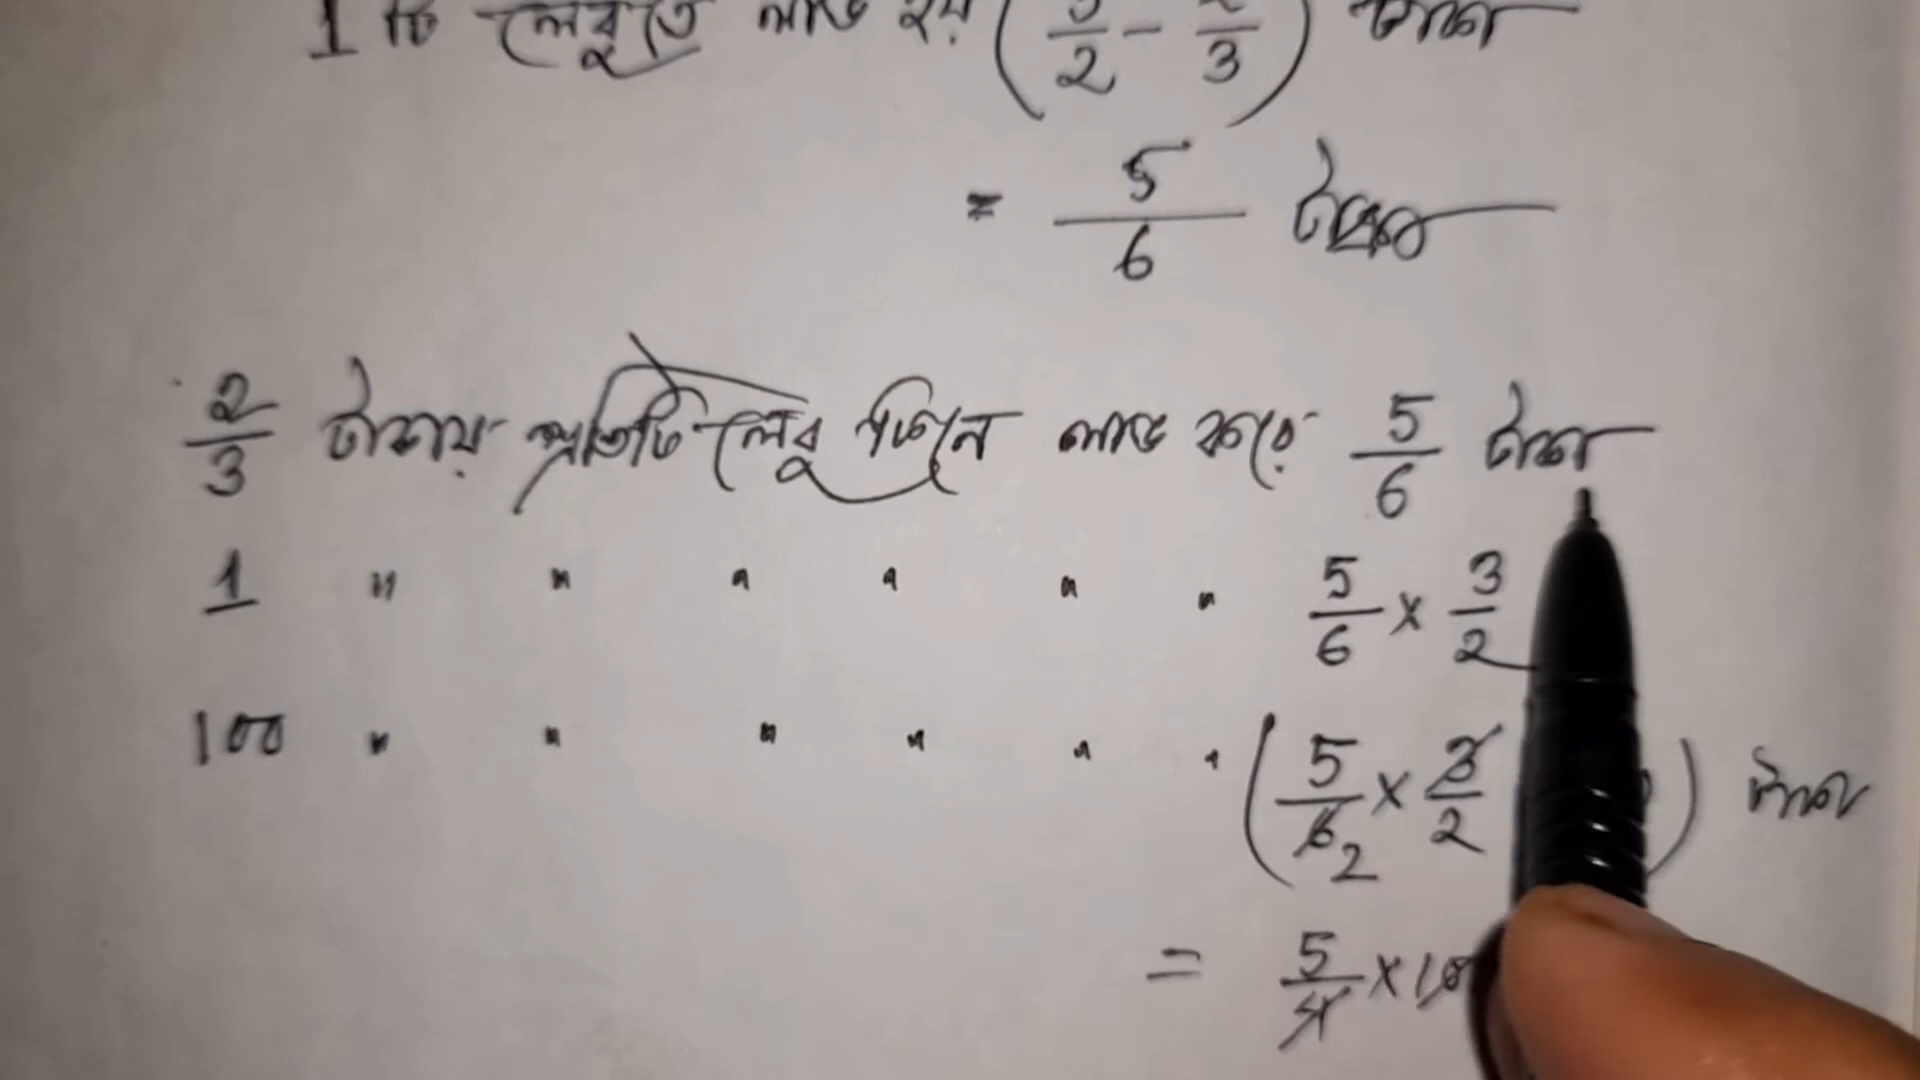 1 টি লেবুতে লাভ হয় (3/2 - 2/3) টাকা
= 5/6 টাকা
2/3 টাকায় প্রতিটি লেবু কিনে লাভ করে 5/6 টাকা
1 " " " " " " 5/6 × 3/2
100 " " " " " " (5/6 2 × 3/2 ) টাকা
= 5/4 × 10